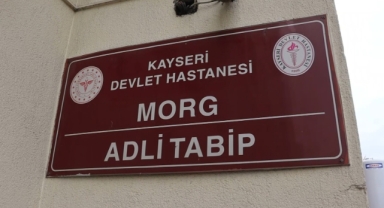 KAYSERİ
DEVLET HASTANESİ
MORG
ADLİ TABİP